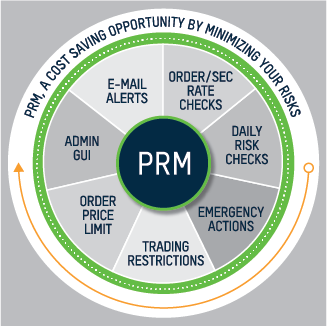 PRM, A COST SAVING OPPORTUNITY BY MINIMIZING YOUR RISKS
E-MAIL
ALERTS
ORDER/SEC
RATE
CHECKS
DAILY
RISK
CHECKS
EMERGENCY
ACTIONS
TRADING
RESTRICTIONS
ORDER
PRICE
LIMIT
ADMIN
GUI
PRM